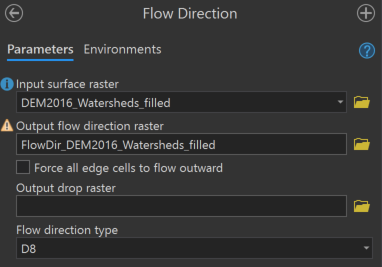 Flow Direction
Parameters Environments
Input surface raster
DEM2016_Watersheds_filled
Output flow direction raster
FlowDir_DEM2016_Watersheds_filled
Force all edge cells to flow outward
Output drop raster
Flow direction type
D8